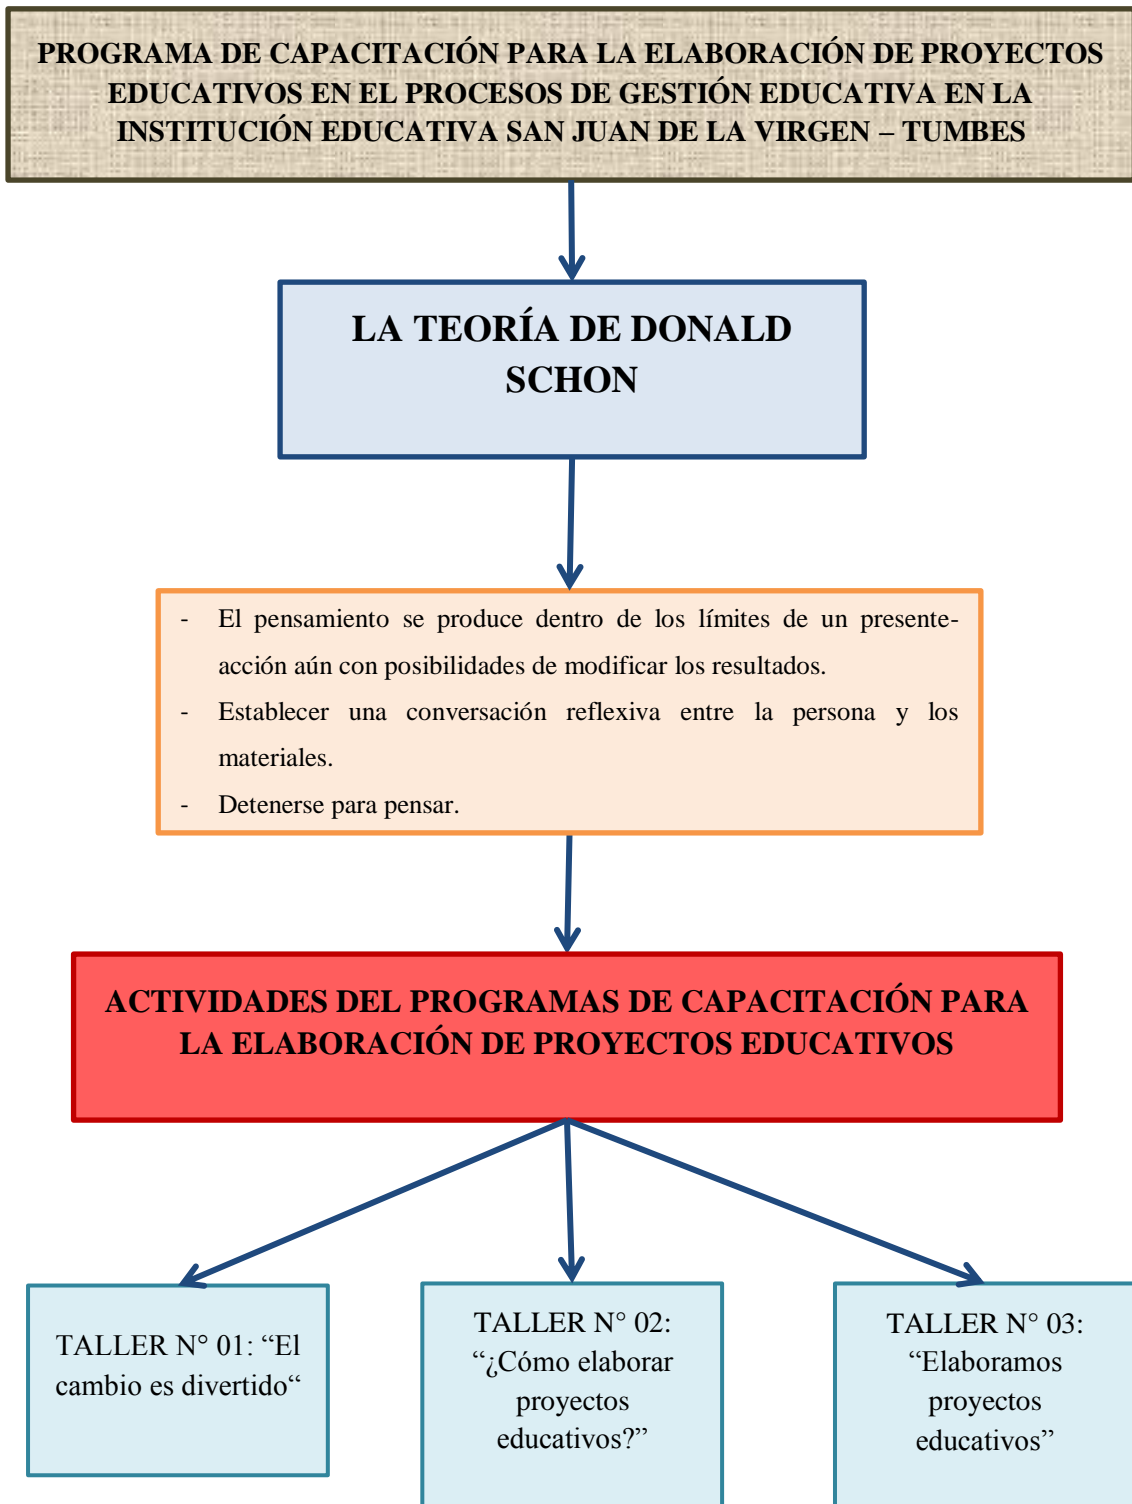 PROGRAMA DE CAPACITACIÓN PARA LA ELABORACIÓN DE PROYECTOS
EDUCATIVOS EN EL PROCESOS DE GESTIÓN EDUCATIVA EN LA
INSTITUCIÓN EDUCATIVA SAN JUAN DE LA VIRGEN – TUMBES
LA TEORÍA DE DONALD
SCHON
- El pensamiento se produce dentro de los límites de un presente-
acción aún con posibilidades de modificar los resultados.
- Establecer una conversación reflexiva entre la persona y los
materiales.
- Detenerse para pensar.
ACTIVIDADES DEL PROGRAMAS DE CAPACITACIÓN PARA
LA ELABORACIÓN DE PROYECTOS EDUCATIVOS
TALLER N° 01: “El
cambio es divertido“
TALLER N° 02:
“¿Cómo elaborar
proyectos
educativos?”
TALLER N° 03:
“Elaboramos
proyectos
educativos”